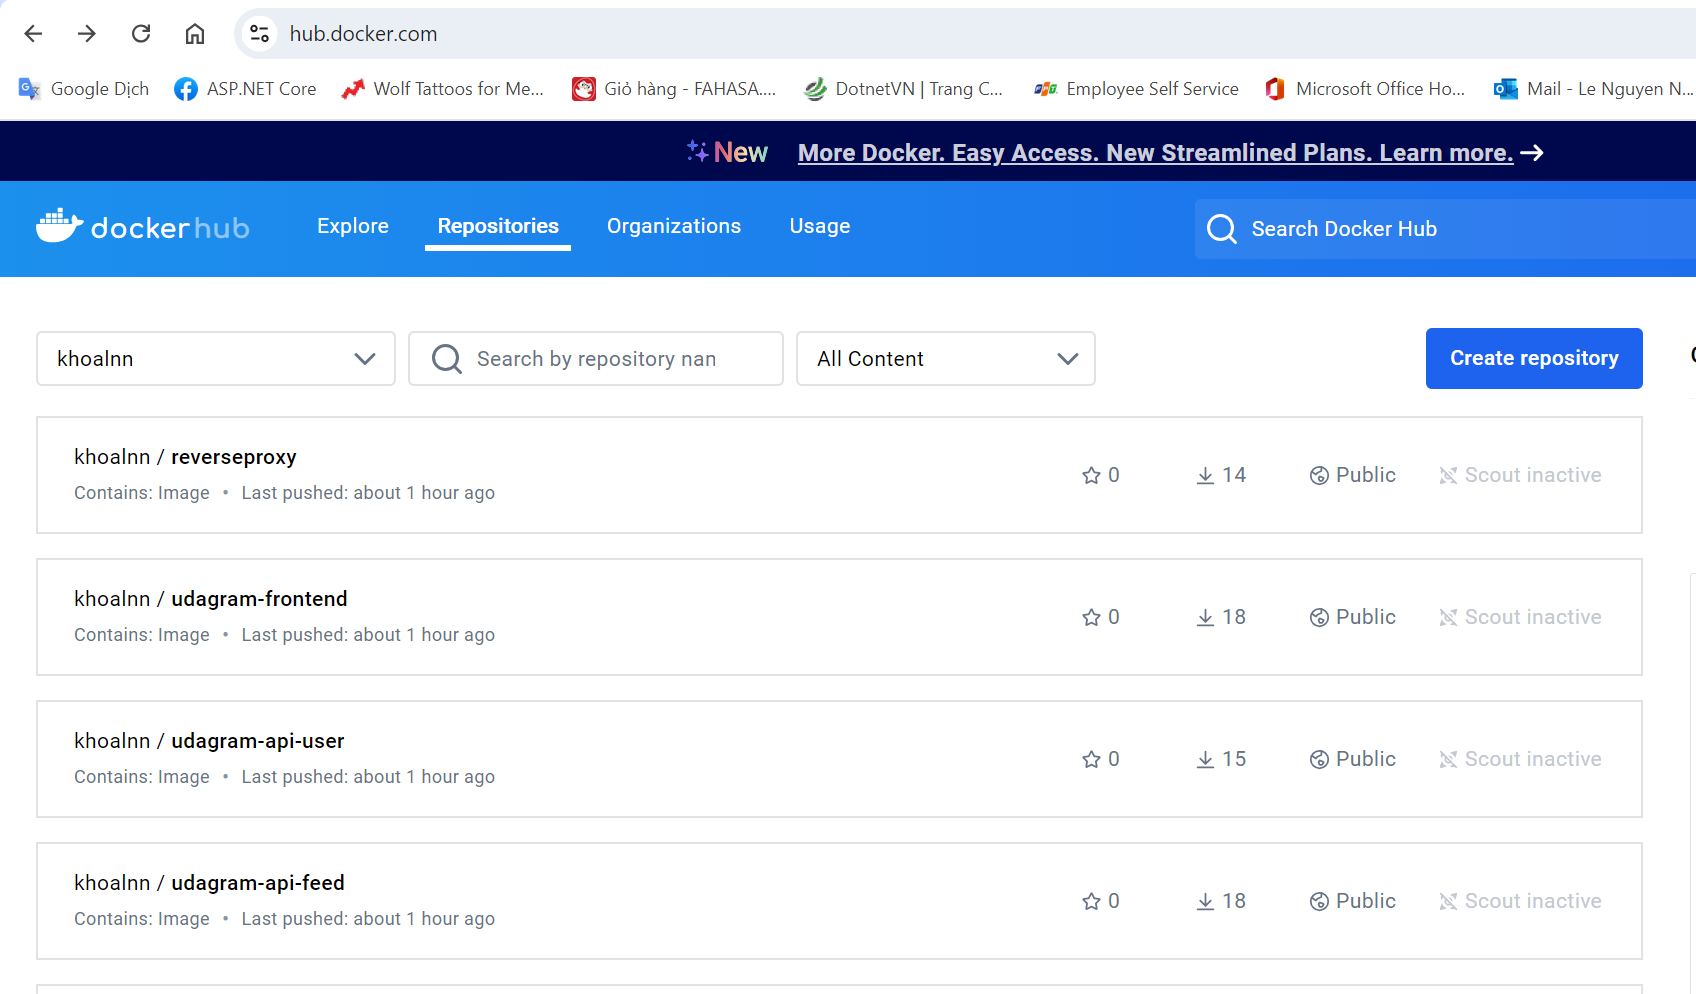 hub.docker.com
Google Dịch ASP.NET Core Wolf Tattoos for Me... Giỏ hàng - FAHASA.... DotnetVN | Trang C... Employee Self Service Microsoft Office Ho... Mail - Le Nguyen N...
New More Docker. Easy Access. New Streamlined Plans. Learn more.
dockerhub Explore Repositories Organizations Usage Search Docker Hub
khoalnn Search by repository nan All Content Create repository
khoalnn / reverseproxy
Contains: Image • Last pushed: about 1 hour ago
0 14 Public Scout inactive
khoalnn / udagram-frontend
Contains: Image • Last pushed: about 1 hour ago
0 18 Public Scout inactive
khoalnn / udagram-api-user
Contains: Image • Last pushed: about 1 hour ago
0 15 Public Scout inactive
khoalnn / udagram-api-feed
Contains: Image • Last pushed: about 1 hour ago
0 18 Public Scout inactive